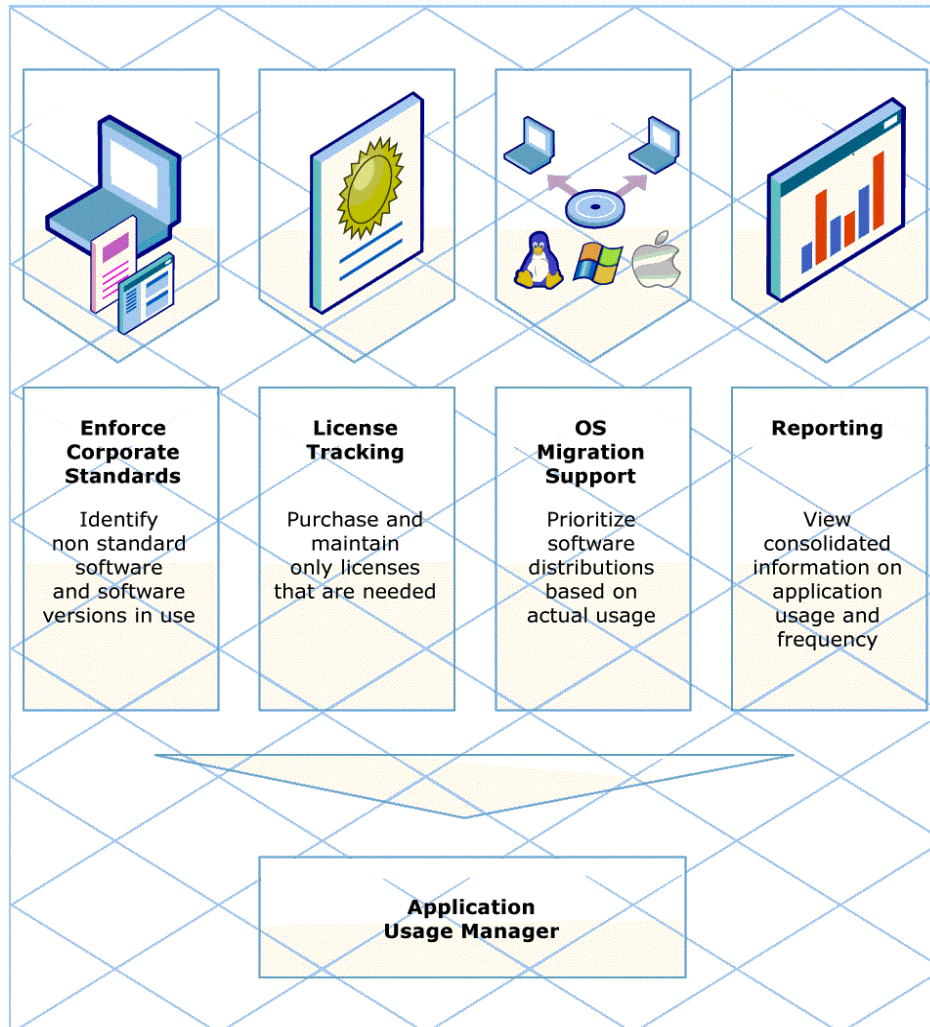 Enforce
Corporate
Standards
Identify
non standard
software
and software
versions in use
License
Tracking
Purchase and
maintain
only licenses
that are needed
OS
Migration
Support
Prioritize
software
distributions
based on
actual usage
Reporting
View
consolidated
information on
application
usage and
frequency
Application
Usage Manager